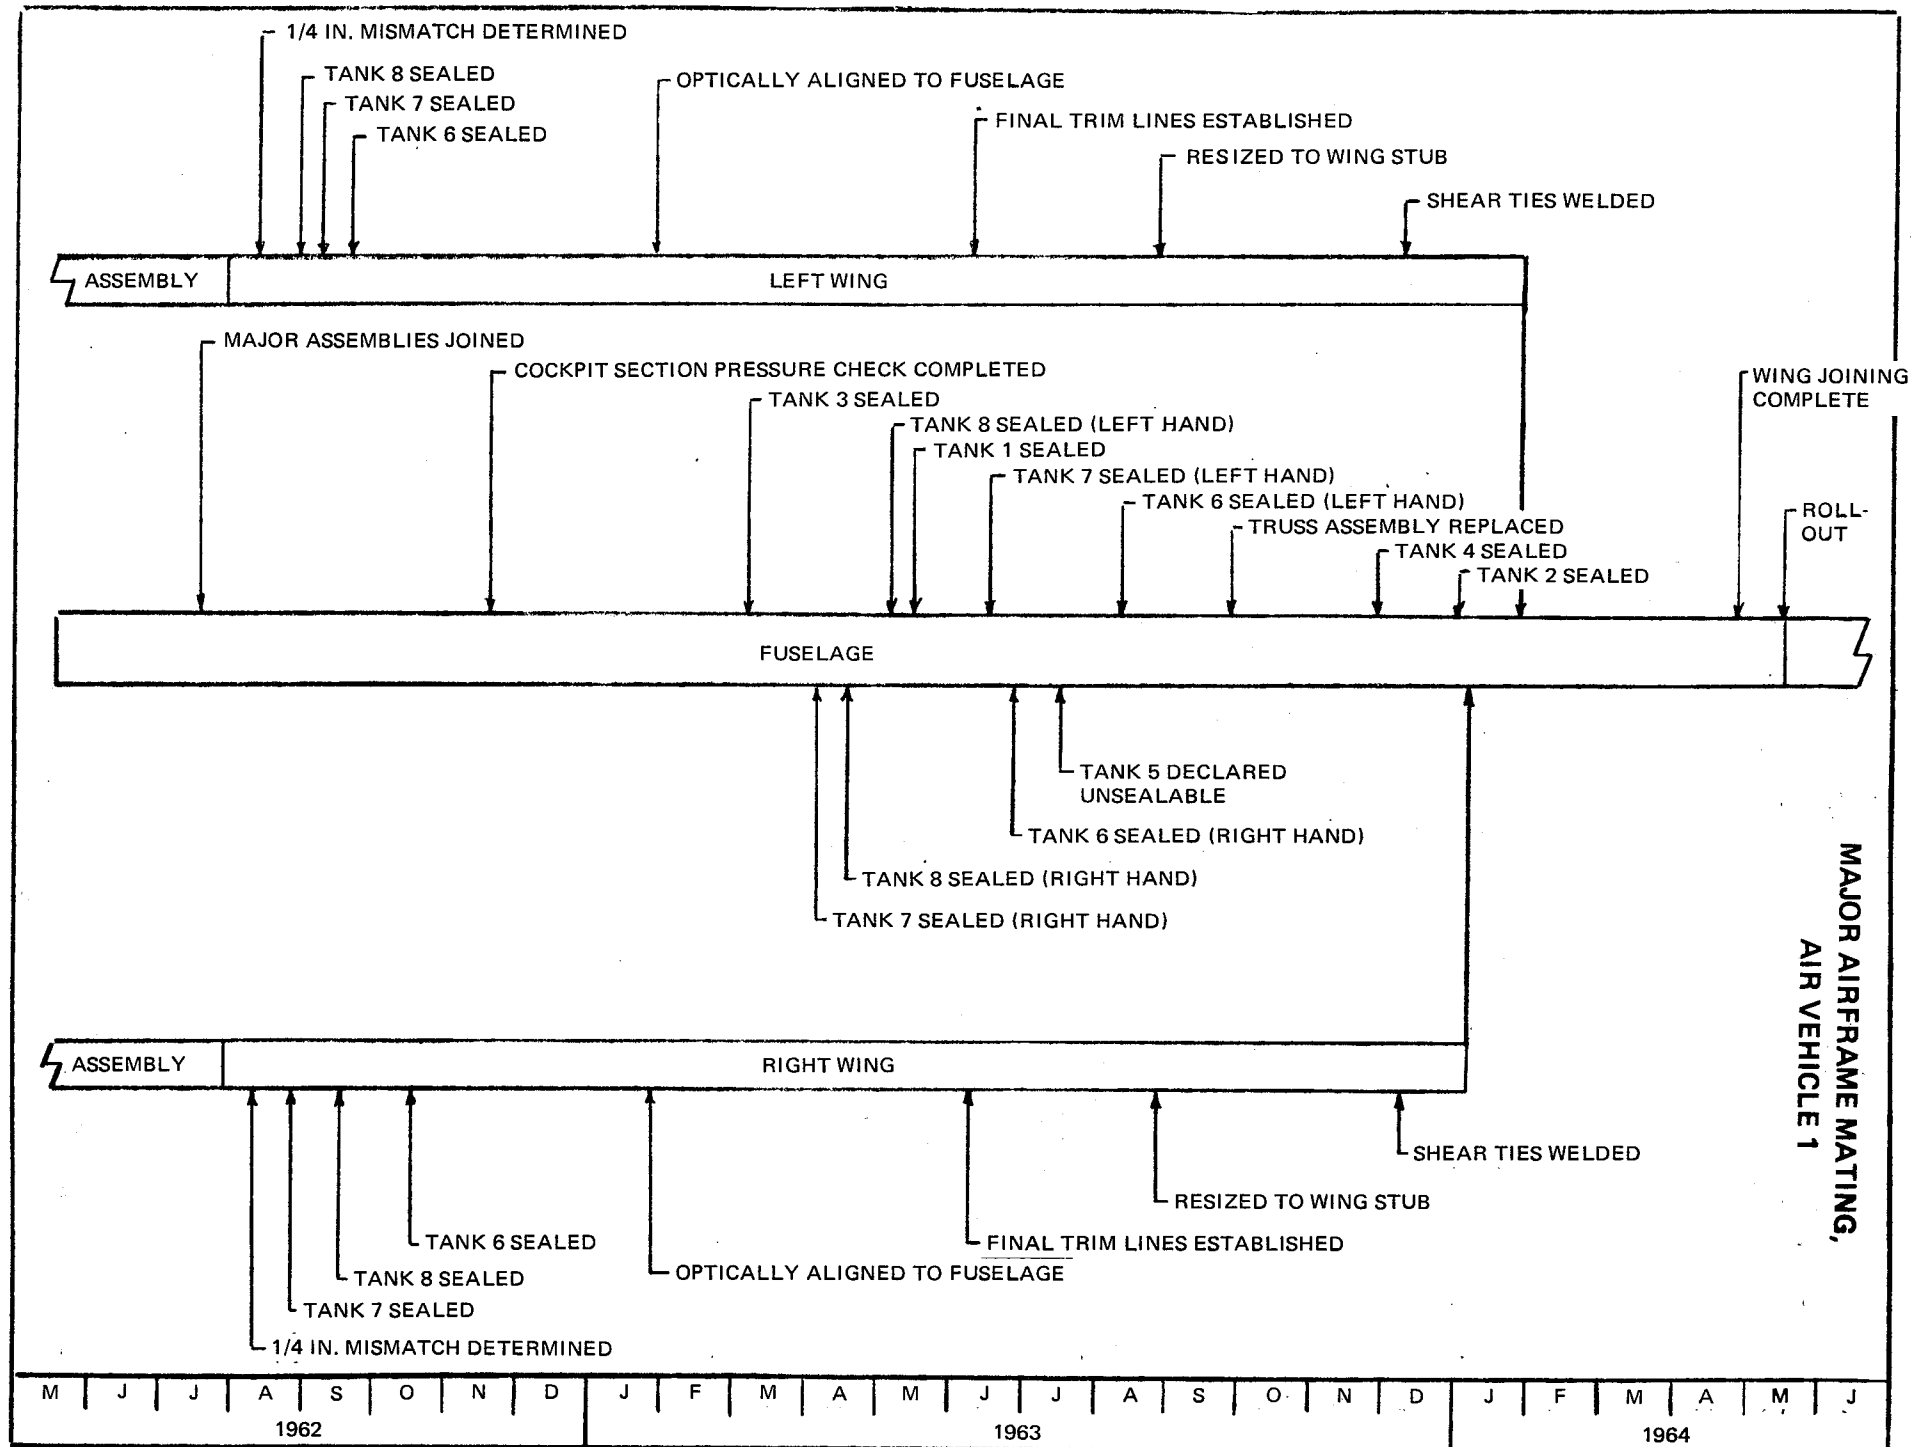 1/4 IN. MISMATCH DETERMINED
TANK 8 SEALED
TANK 7 SEALED
TANK 6 SEALED
OPTICALLY ALIGNED TO FUSELAGE
FINAL TRIM LINES ESTABLISHED
RESIZED TO WING STUB
SHEAR TIES WELDED
ASSEMBLY
LEFT WING
MAJOR ASSEMBLIES JOINED
COCKPIT SECTION PRESSURE CHECK COMPLETED
TANK 3 SEALED
TANK 8 SEALED (LEFT HAND)
TANK 1 SEALED
TANK 7 SEALED (LEFT HAND)
TANK 6 SEALED (LEFT HAND)
TRUSS ASSEMBLY REPLACED
TANK 4 SEALED
TANK 2 SEALED
WING JOINING
COMPLETE
ROLL-
OUT
FUSELAGE
TANK 5 DECLARED
UNSEALABLE
TANK 6 SEALED (RIGHT HAND)
TANK 8 SEALED (RIGHT HAND)
TANK 7 SEALED (RIGHT HAND)
ASSEMBLY
RIGHT WING
SHEAR TIES WELDED
RESIZED TO WING STUB
TANK 6 SEALED
FINAL TRIM LINES ESTABLISHED
TANK 8 SEALED
OPTICALLY ALIGNED TO FUSELAGE
TANK 7 SEALED
1/4 IN. MISMATCH DETERMINED
MAJOR AIRFRAME MATING,
AIR VEHICLE 1
M J J A S O N D J F M A M J J A S O N D J F M A M J
1962 1963 1964